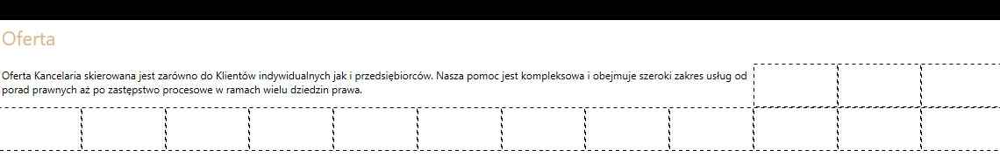 Oferta
Oferta Kancelaria skierowana jest zarówno do Klientów indywidualnych jak i przedsiębiorców. Nasza pomoc jest kompleksowa i obejmuje szeroki zakres usług od
porad prawnych aż po zastępstwo procesowe w ramach wielu dziedzin prawa.